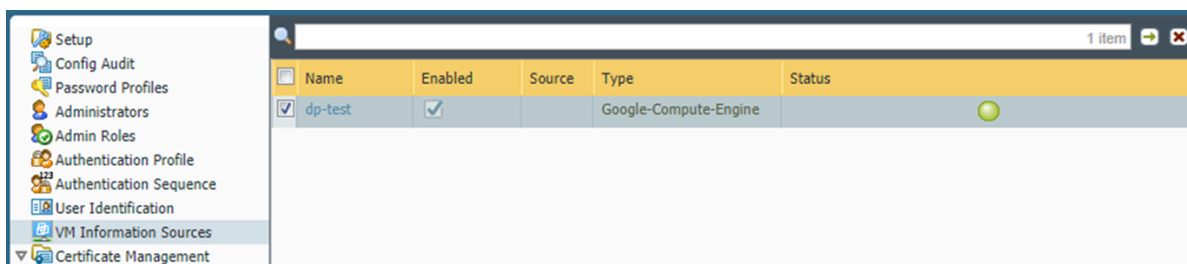 Setup
Config Audit
Password Profiles
Administrators
Admin Roles
Authentication Profile
Authentication Sequence
User Identification
VM Information Sources
Certificate Management
1 item
Name Enabled Source Type Status
dp-test Google-Compute-Engine